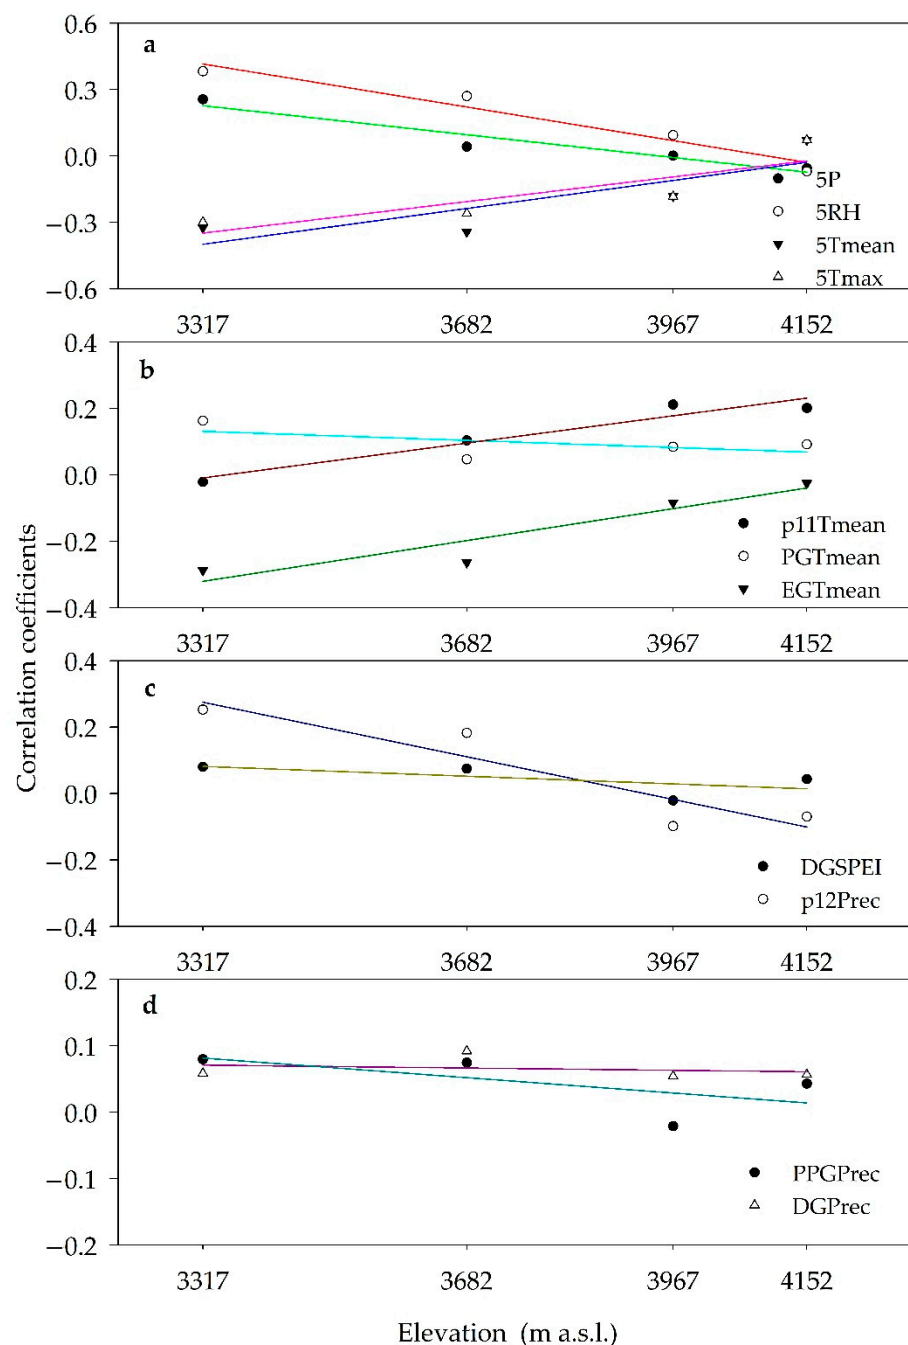 Correlation coefficients
a
0.6
0.3
0.0
−0.3
−0.6
5P
5RH
5Tmean
5Tmax
3317 3682 3967 4152
b
0.4
0.2
0.0
−0.2
−0.4
p11Tmean
PGTmean
EGTmean
3317 3682 3967 4152
c
0.4
0.2
0.0
−0.2
−0.4
DGSPEI
p12Prec
3317 3682 3967 4152
d
0.2
0.1
0.0
−0.1
−0.2
PPGPrec
DGPrec
3317 3682 3967 4152
Elevation (m a.s.l.)